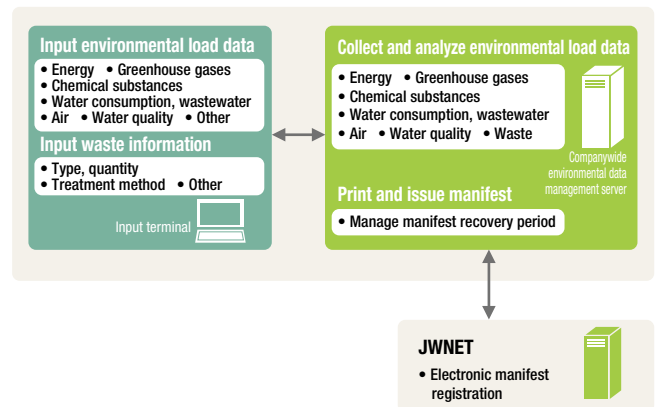 Input environmental load data
• Energy • Greenhouse gases
• Chemical substances
• Water consumption, wastewater
• Air • Water quality • Other
Input waste information
• Type, quantity
• Treatment method • Other
Input terminal
Collect and analyze environmental load data
• Energy • Greenhouse gases
• Chemical substances
• Water consumption, wastewater
• Air • Water quality • Waste
Companywide
environmental data
management server
Print and issue manifest
• Manage manifest recovery period
JWNET
• Electronic manifest
registration